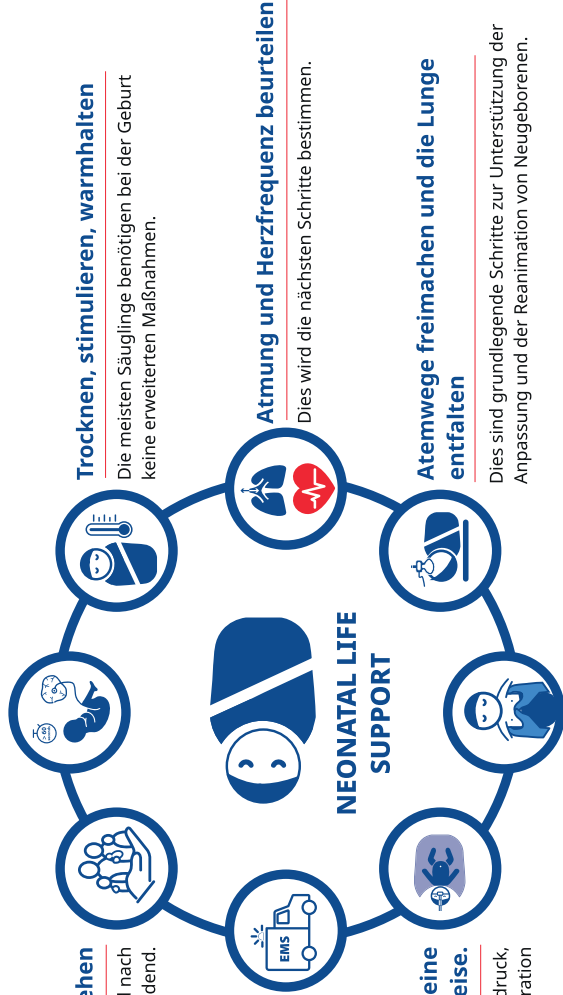 Trocknen, stimulieren, warmhalten
Die meisten Säuglinge benötigen bei der Geburt
keine erweiterten Maßnahmen.
Atmung und Herzfrequenz beurteilen
Dies wird die nächsten Schritte bestimmen.
Atemwege freimachen und die Lunge
entfalten
Dies sind grundlegende Schritte zur Unterstützung der
Anpassung und der Reanimation von Neugeborenen.
> 60
NEONATAL LIFE
SUPPORT
EMS
ehen
nach
dend.
eine
eise.
druck,
ration